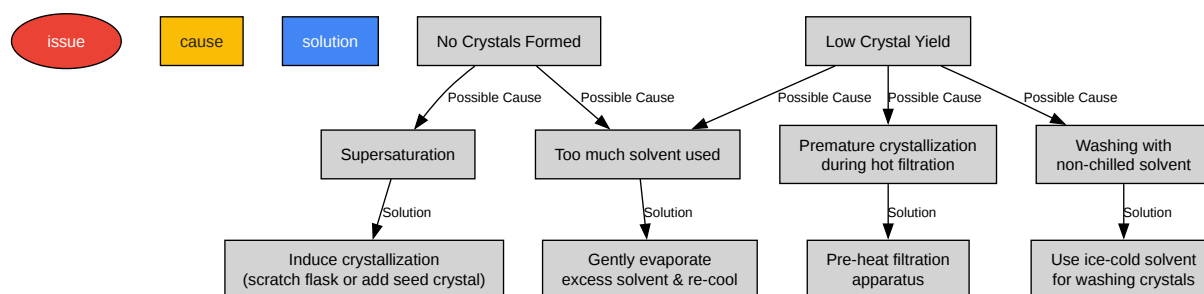 issue
cause
solution
No Crystals Formed
Low Crystal Yield
Possible Cause
Possible Cause
Possible Cause
Possible Cause
Possible Cause
Supersaturation
Too much solvent used
Premature crystallization
during hot filtration
Washing with
non-chilled solvent
Solution
Solution
Solution
Solution
Induce crystallization
(scratch flask or add seed crystal)
Gently evaporate
excess solvent & re-cool
Pre-heat filtration
apparatus
Use ice-cold solvent
for washing crystals